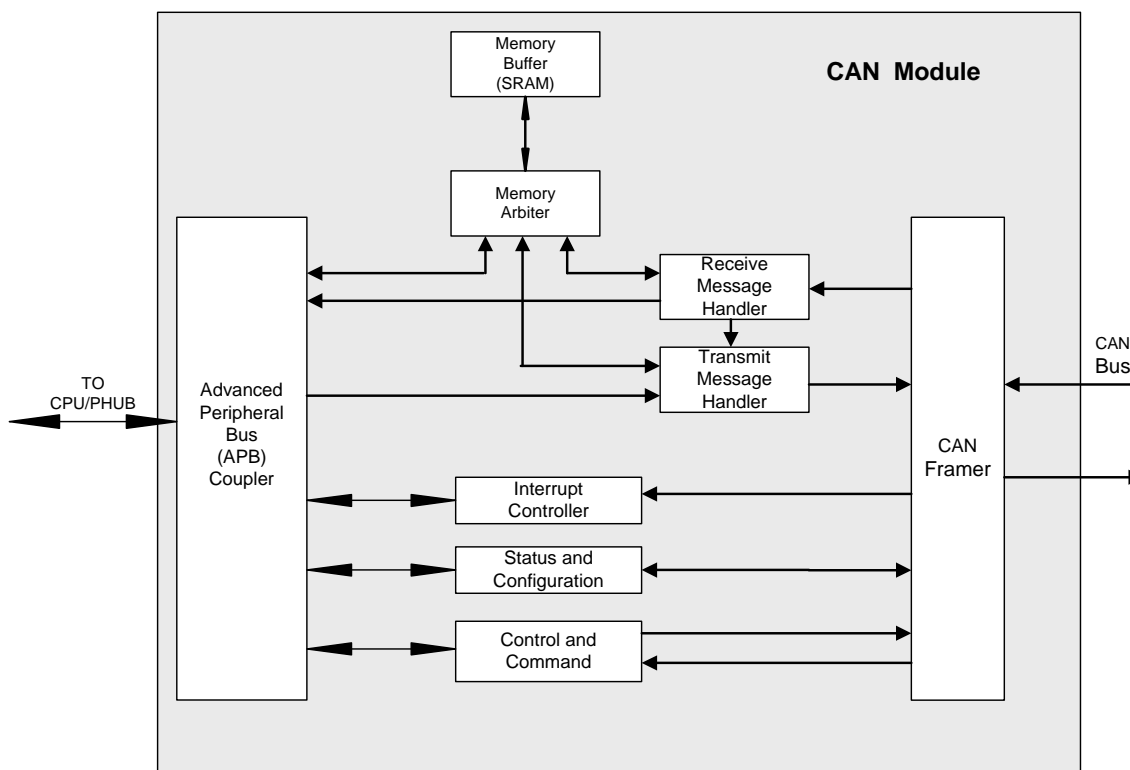 Memory
Buffer
(SRAM)
CAN Module
Memory
Arbiter
Receive
Message
Handler
Transmit
Message
Handler
CAN
Bus
TO
CPU/PHUB
Advanced
Peripheral
Bus
(APB)
Coupler
CAN
Framer
Interrupt
Controller
Status and
Configuration
Control and
Command